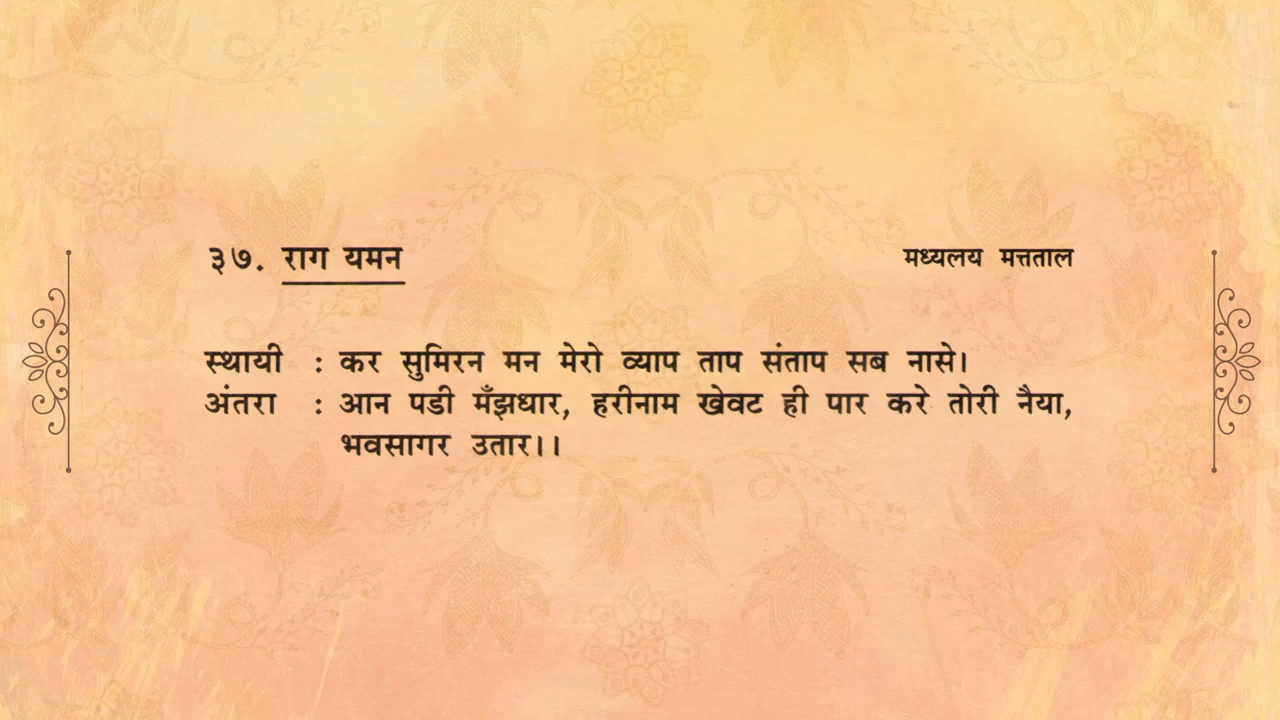 ३७. राग यमन मध्यलय मत्तताल
स्थायी : कर सुमिरन मन मेरो व्याप ताप संताप सब नासे।
अंतरा : आन पडी मँझधार, हरीनाम खेवट ही पार करे तोरी नैया,
भवसागर उतार।।